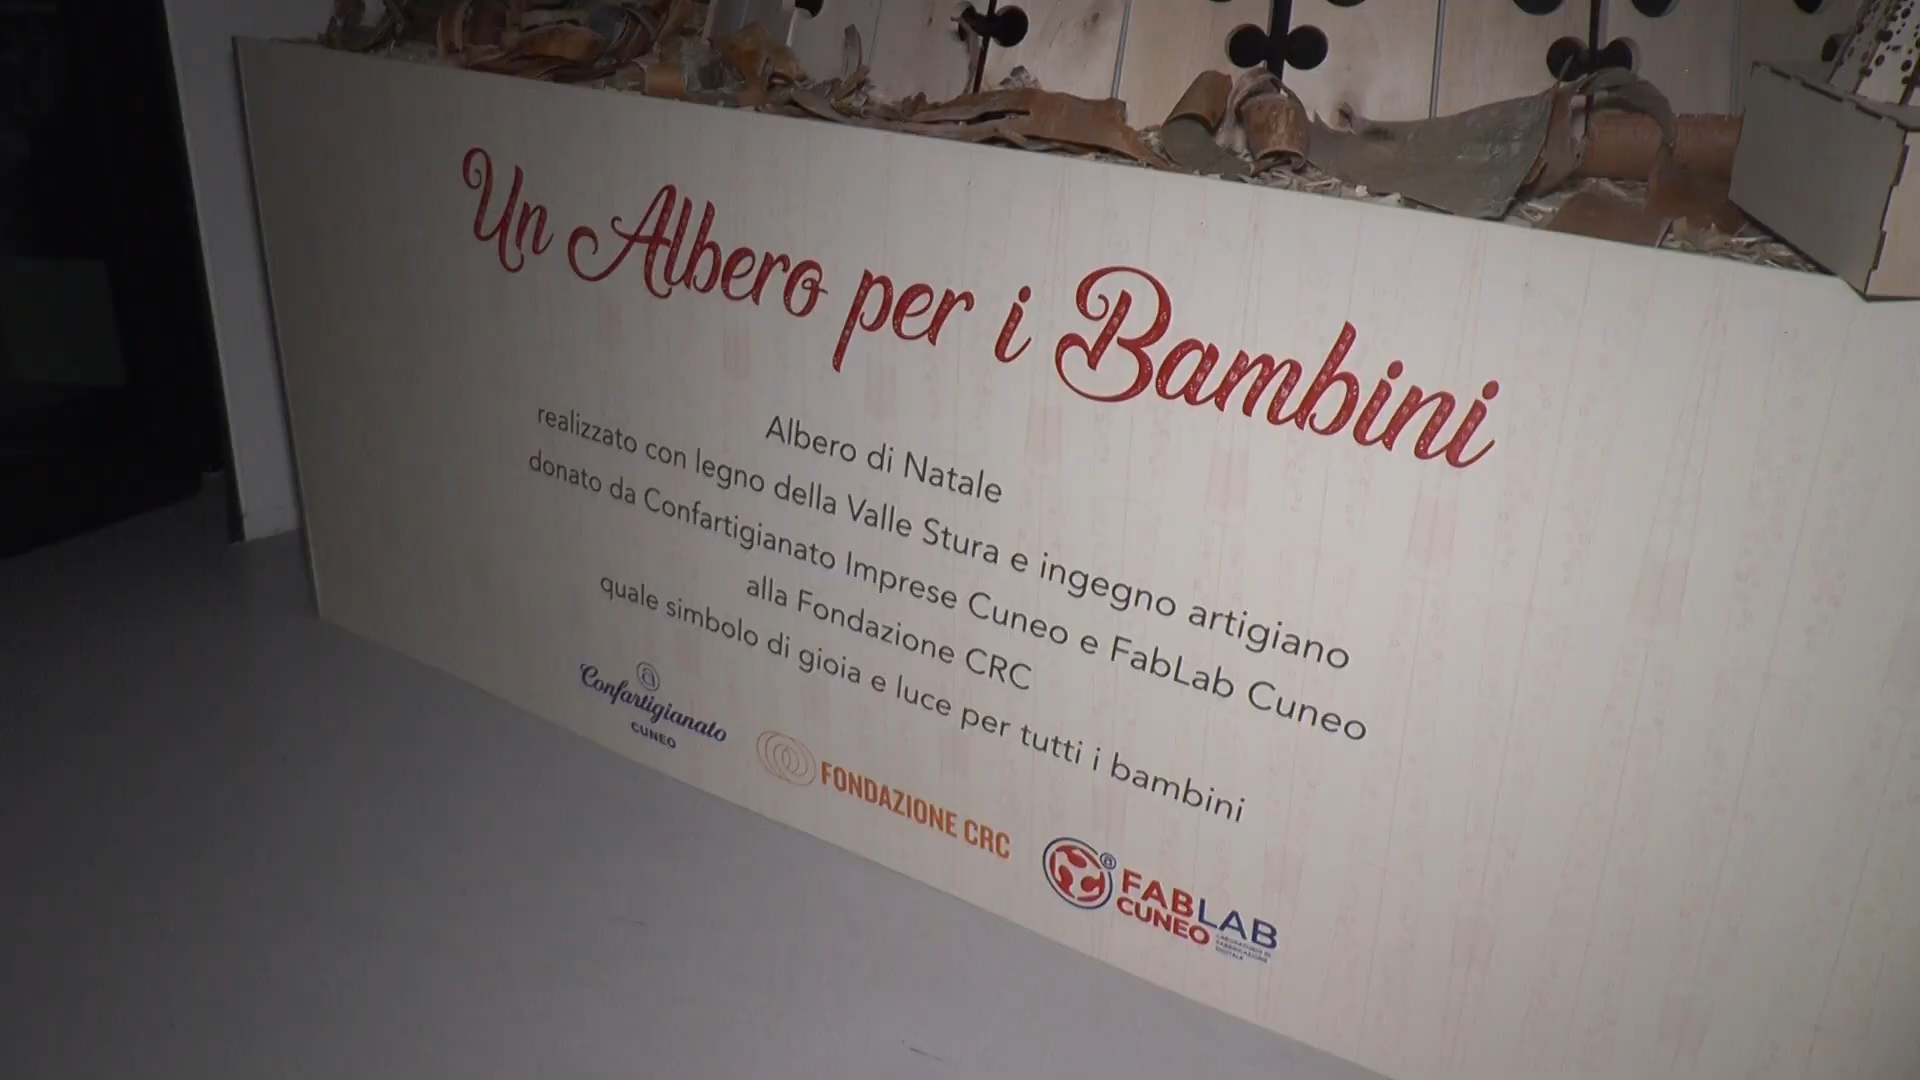 Un Albero per i Bambini
Albero di Natale
realizzato con legno della Valle Stura e ingegno artigiano
donato da Confartigianato Imprese Cuneo e FabLab Cuneo
alla Fondazione CRC
quale simbolo di gioia e luce per tutti i bambini
Confartigianato
CUNEO
FONDAZIONE CRC
FABLAB
CUNEO
LABORATORIO DI
FABBRICAZIONE
DIGITALE